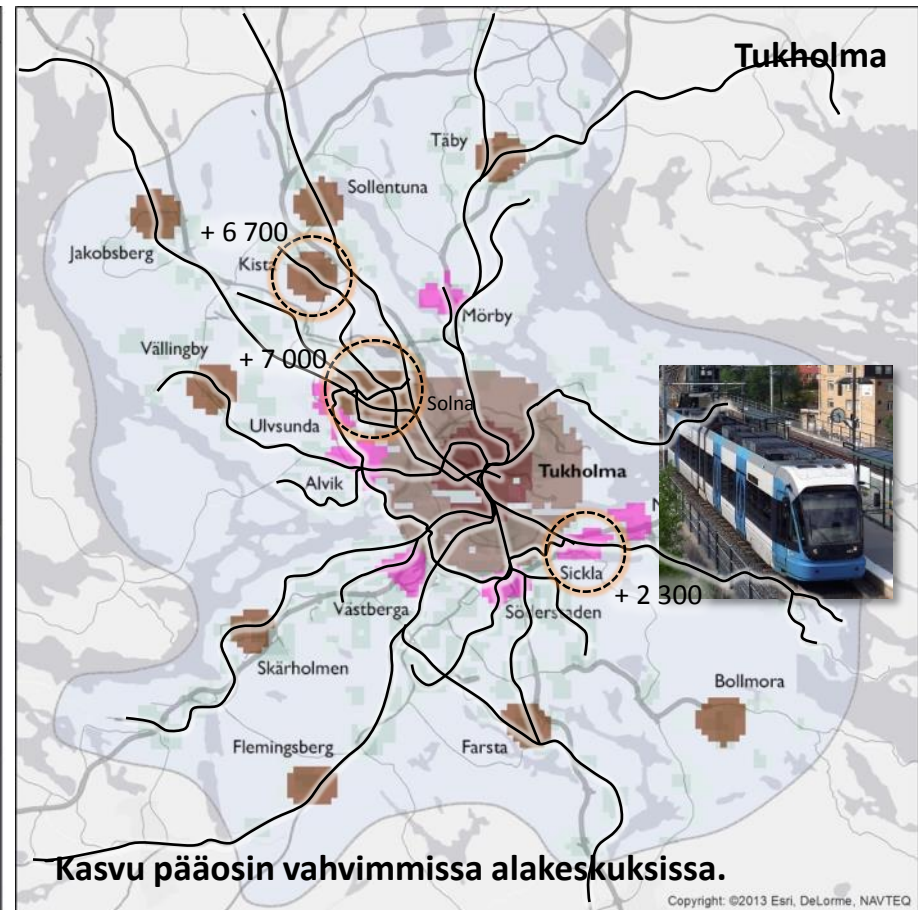 Tukholma
Täby
Sollentuna
+ 6 700
Jakobsberg
Kista
Mörby
Vällingby
+ 7 000
Solna
Ulvsunda
Tukholma
Alvik
Sickla
+ 2 300
Västberga
Söderstaden
Skärholmen
Bollmora
Flemingsberg
Farsta
Kasvu pääosin vahvimmissa alakeskuksissa.
Copyright: ©2013 Esri, DeLorme, NAVTEQ